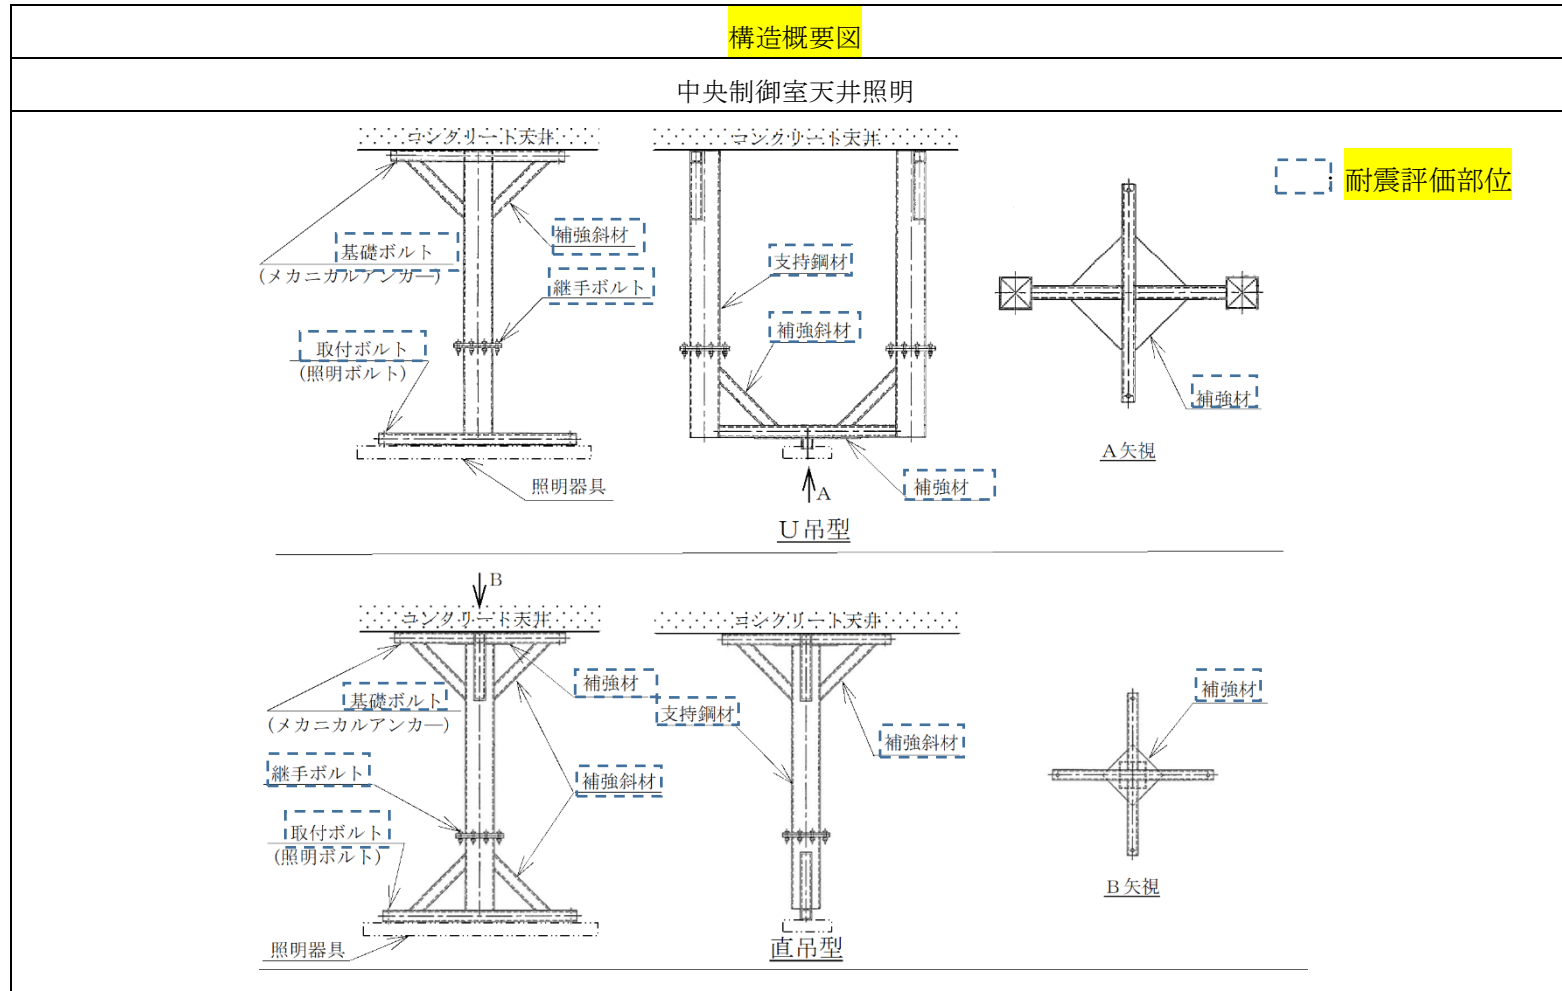 構造概要図
中央制御室天井照明
コンクリート天井
コンクリート天井
：耐震評価部位
基礎ボルト
(メカニカルアンカー)
補強斜材
継手ボルト
取付ボルト
(照明ボルト)
照明器具
支持鋼材
補強斜材
補強材
A
U吊型
補強材
A矢視
B
コンクリート天井
コンクリート天井
基礎ボルト
(メカニカルアンカー)
補強材
継手ボルト
補強斜材
取付ボルト
(照明ボルト)
照明器具
支持鋼材
補強斜材
直吊型
補強材
B矢視